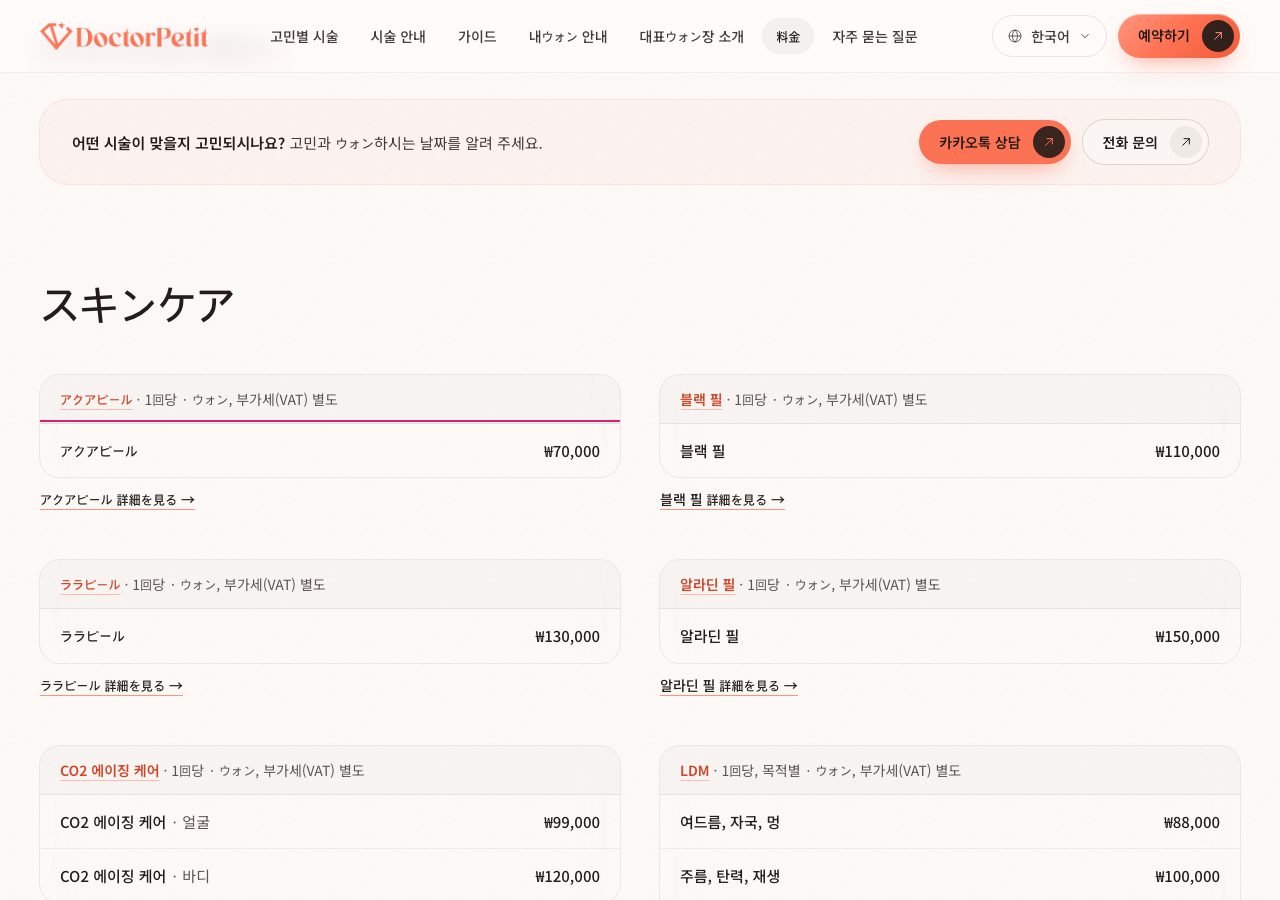 DoctorPetit
고민별 시술
시술 안내
가이드
내ウォン 안내
대표ウォン장 소개
料金
자주 묻는 질문
한국어
예약하기
어떤 시술이 맞을지 고민되시나요? 고민과 ウォン하시는 날짜를 알려 주세요.
카카오톡 상담
전화 문의
スキンケア
アクアピール · 1回당 · ウォン, 부가세(VAT) 별도
アクアピール ₩70,000
アクアピール 詳細を見る →
블랙 필 · 1回당 · ウォン, 부가세(VAT) 별도
블랙 필 ₩110,000
블랙 필 詳細を見る →
ララピール · 1回당 · ウォン, 부가세(VAT) 별도
ララピール ₩130,000
ララピール 詳細を見る →
알라딘 필 · 1回당 · ウォン, 부가세(VAT) 별도
알라딘 필 ₩150,000
알라딘 필 詳細を見る →
CO2 에이징 케어 · 1回당 · ウォン, 부가세(VAT) 별도
CO2 에이징 케어 · 얼굴 ₩99,000
CO2 에이징 케어 · 바디 ₩120,000
LDM · 1回당, 목적별 · ウォン, 부가세(VAT) 별도
여드름, 자국, 멍 ₩88,000
주름, 탄력, 재생 ₩100,000